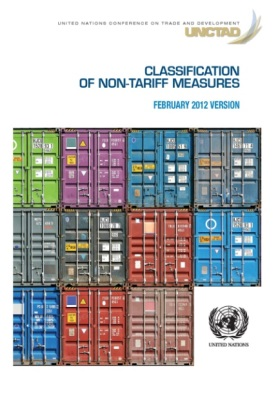 UNITED NATIONS CONFERENCE ON TRADE AND DEVELOPMENT
UNCTAD
CLASSIFICATION
OF NON-TARIFF MEASURES
FEBRUARY 2012 VERSION
UNITED NATIONS